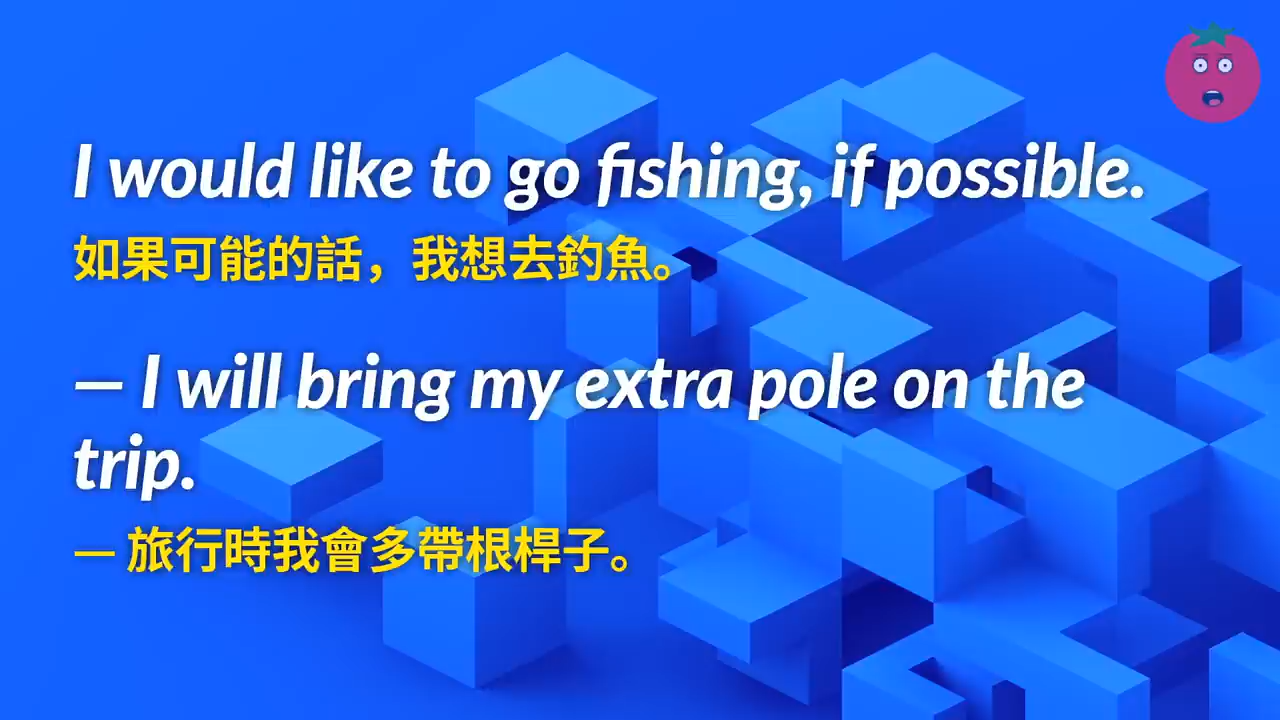 I would like to go fishing, if possible.
如果可能的話，我想去釣魚。
— I will bring my extra pole on the
trip.
— 旅行時我會多帶根桿子。